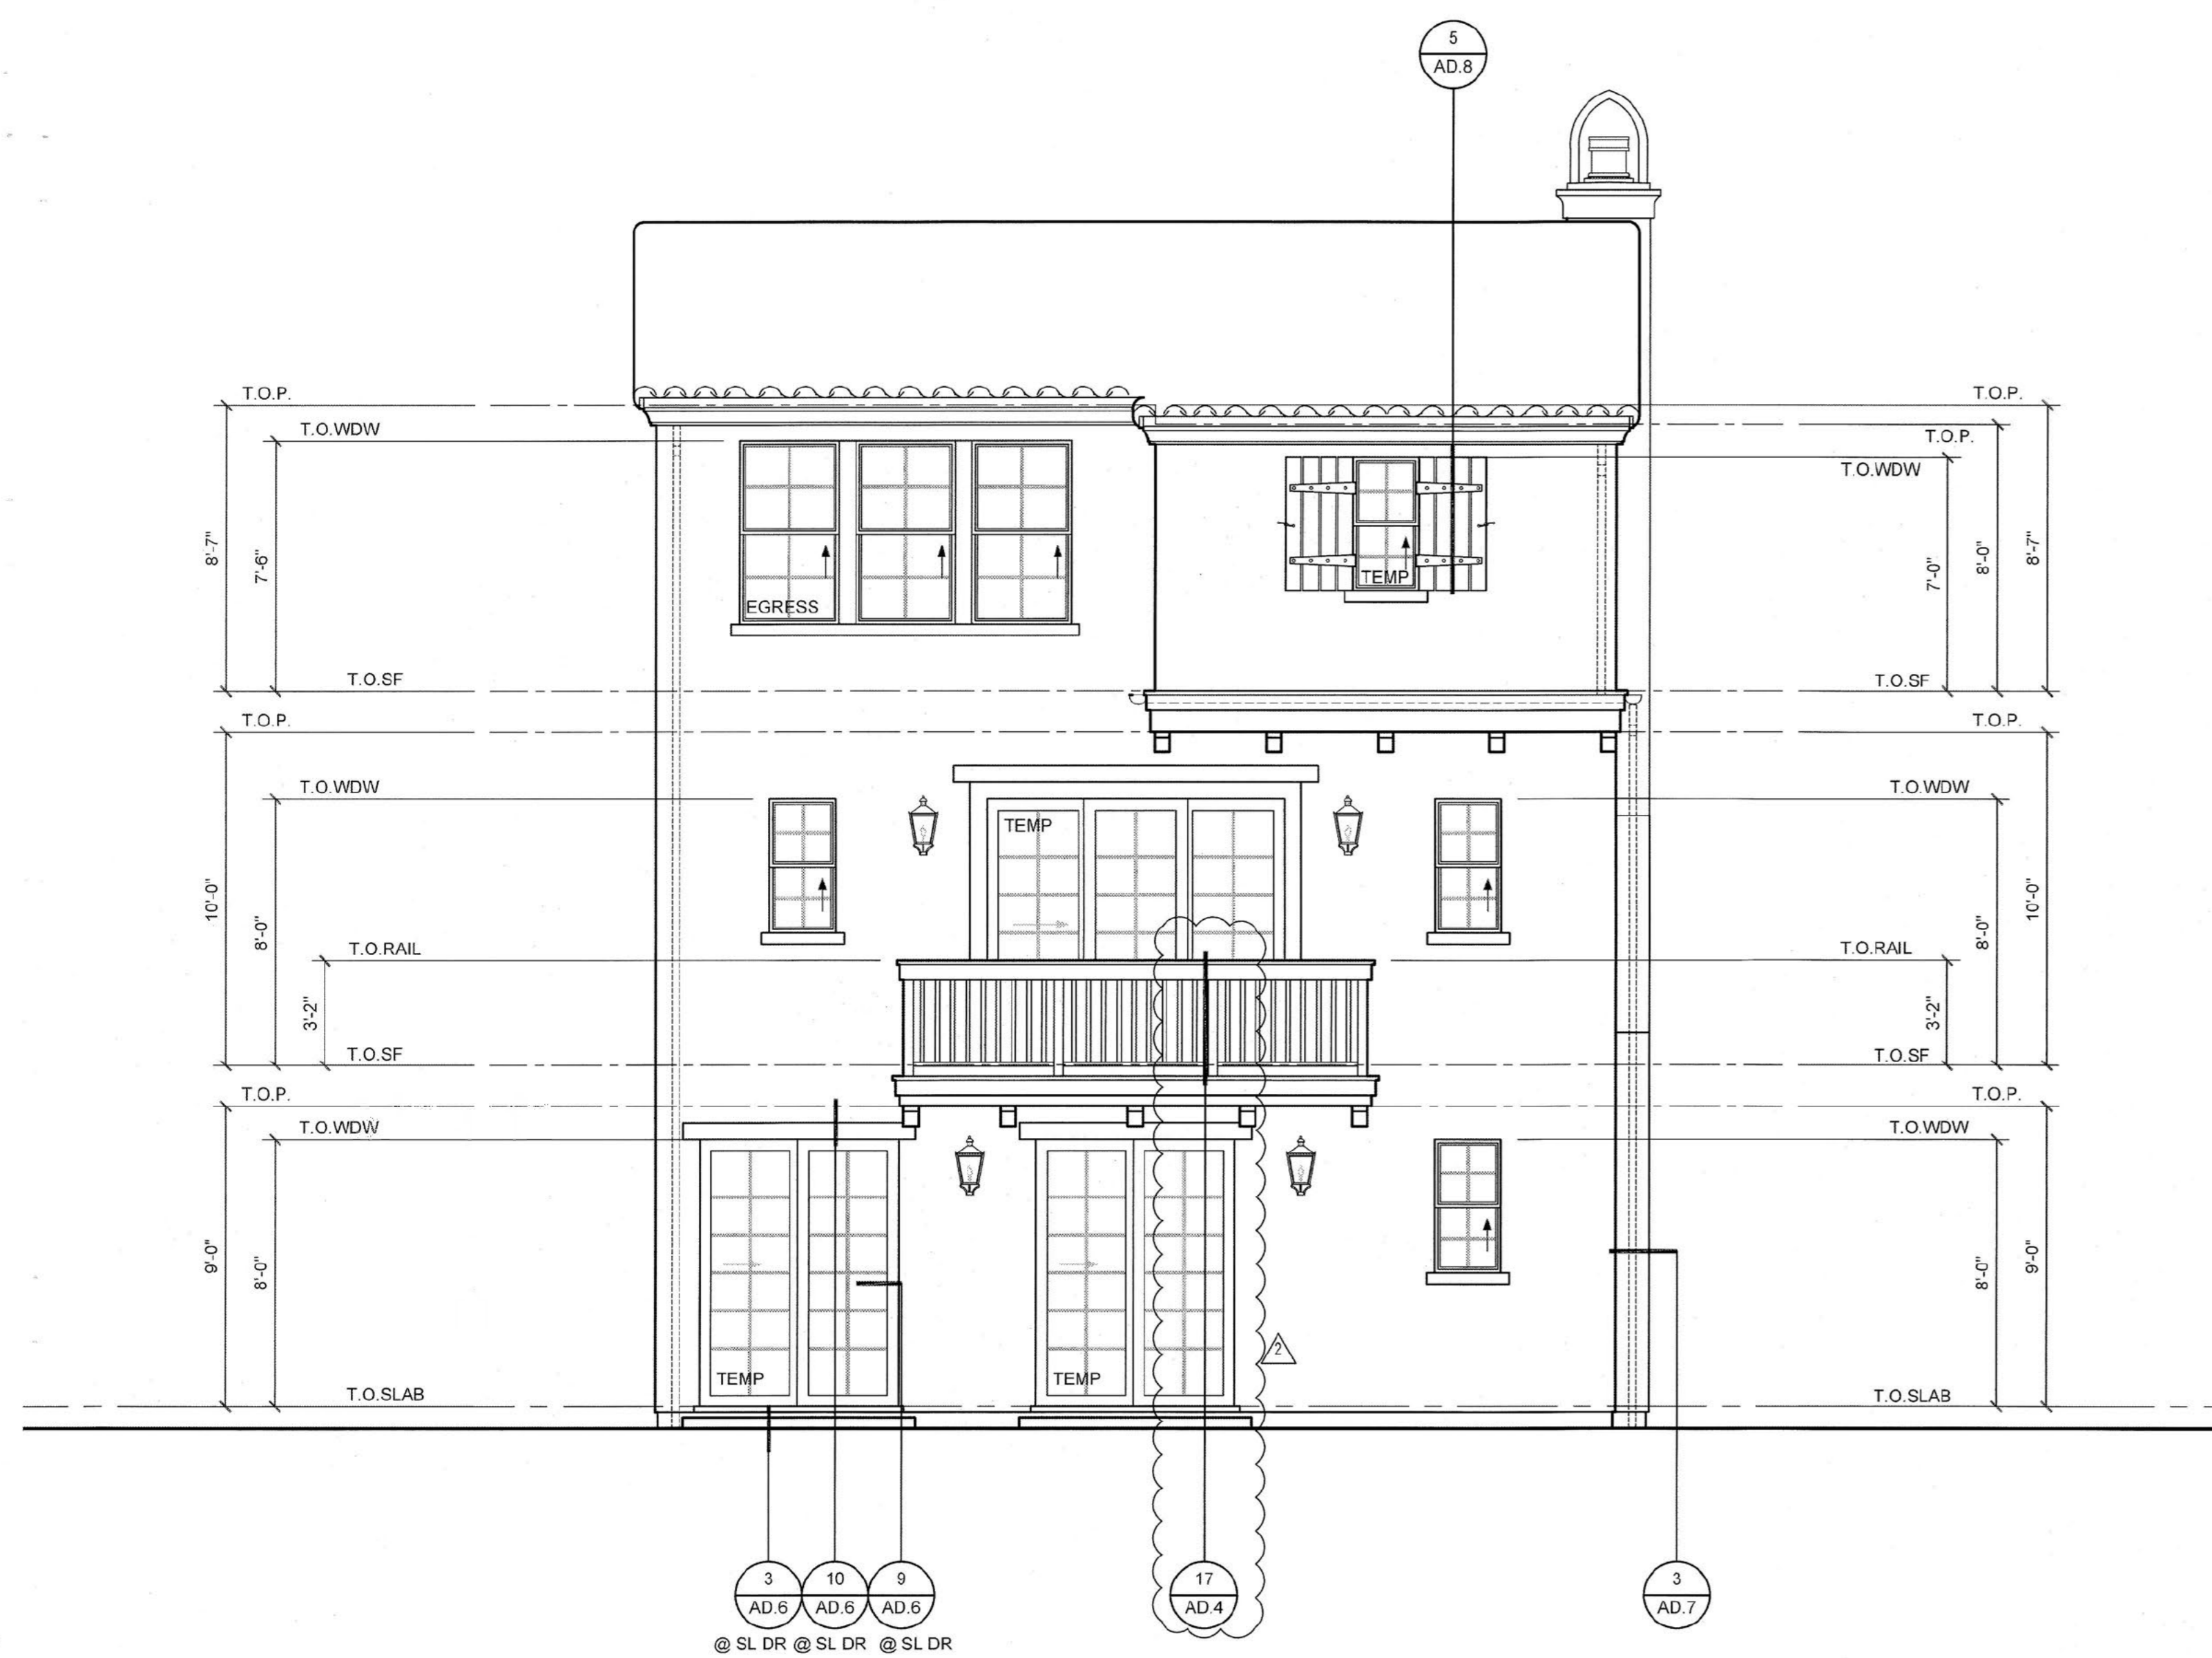 5
AD.8
T.O.P.
T.O.P.
T.O.WDW
T.O.P.
T.O.WDW
8'-7"
7'-6"
7'-0"
8'-0"
8'-7"
TEMP
EGRESS
T.O.SF
T.O.SF
T.O.P.
T.O.P.
T.O.WDW
T.O.WDW
TEMP
10'-0"
8'-0"
8'-0"
10'-0"
T.O.RAIL
T.O.RAIL
3'-2"
3'-2"
T.O.SF
T.O.SF
T.O.P.
T.O.P.
T.O.WDW
T.O.WDW
9'-0"
8'-0"
8'-0"
9'-0"
2
TEMP
TEMP
T.O.SLAB
T.O.SLAB
3
AD.6
@ SL DR
10
AD.6
@ SL DR
9
AD.6
@ SL DR
17
AD.4
3
AD.7